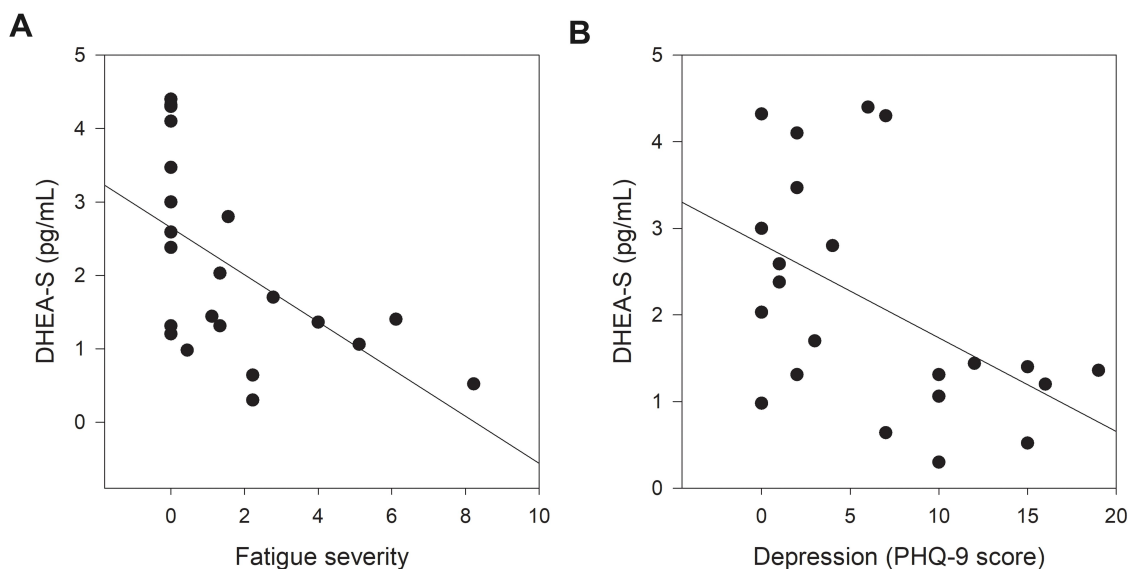 A
B
5
4
3
2
1
0
DHEA-S (pg/mL)
0 2 4 6 8 10
Fatigue severity
5
4
3
2
1
0
DHEA-S (pg/mL)
0 5 10 15 20
Depression (PHQ-9 score)